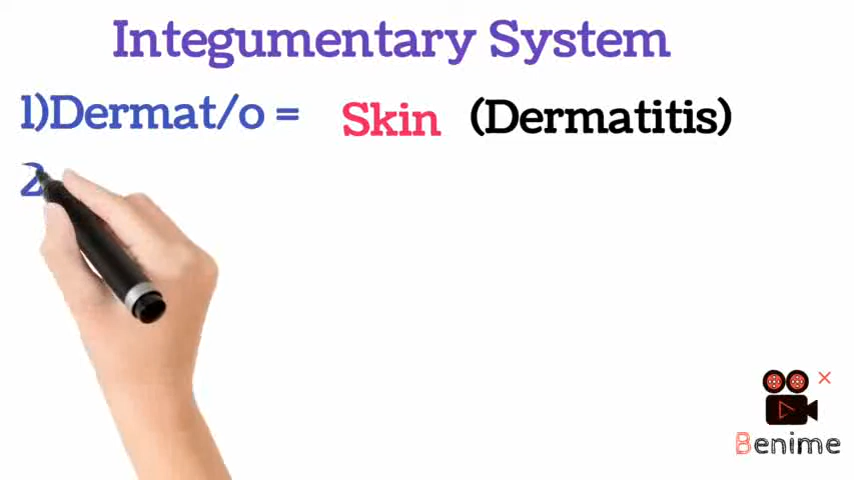 Integumentary System
1)Dermat/o = Skin (Dermatitis)
2
Benime